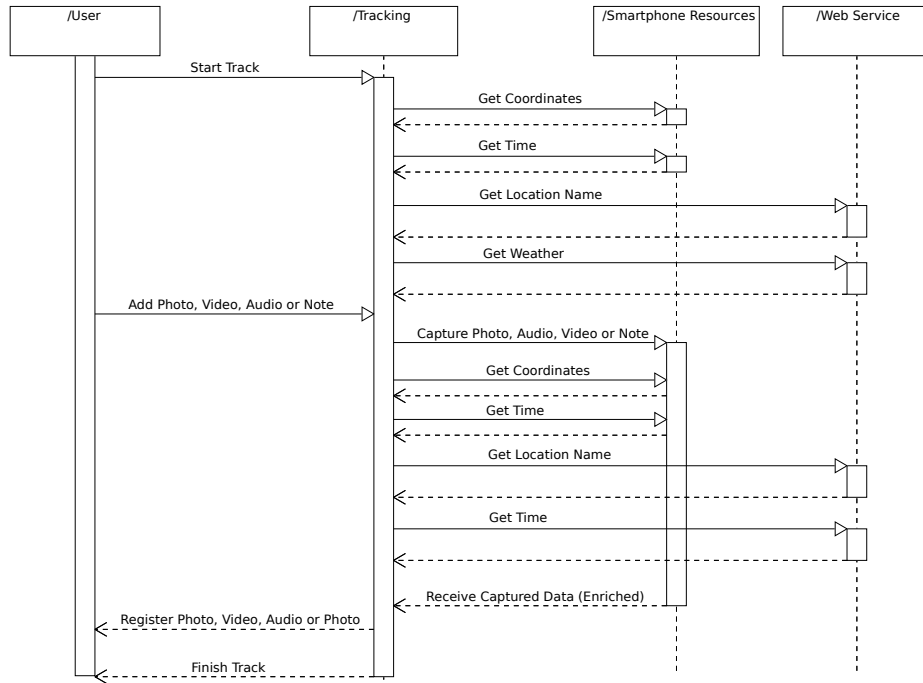 /User
/Tracking
/Smartphone Resources
/Web Service
Start Track
Get Coordinates
Get Time
Get Location Name
Get Weather
Add Photo, Video, Audio or Note
Capture Photo, Audio, Video or Note
Get Coordinates
Get Time
Get Location Name
Get Time
Receive Captured Data (Enriched)
Register Photo, Video, Audio or Photo
Finish Track